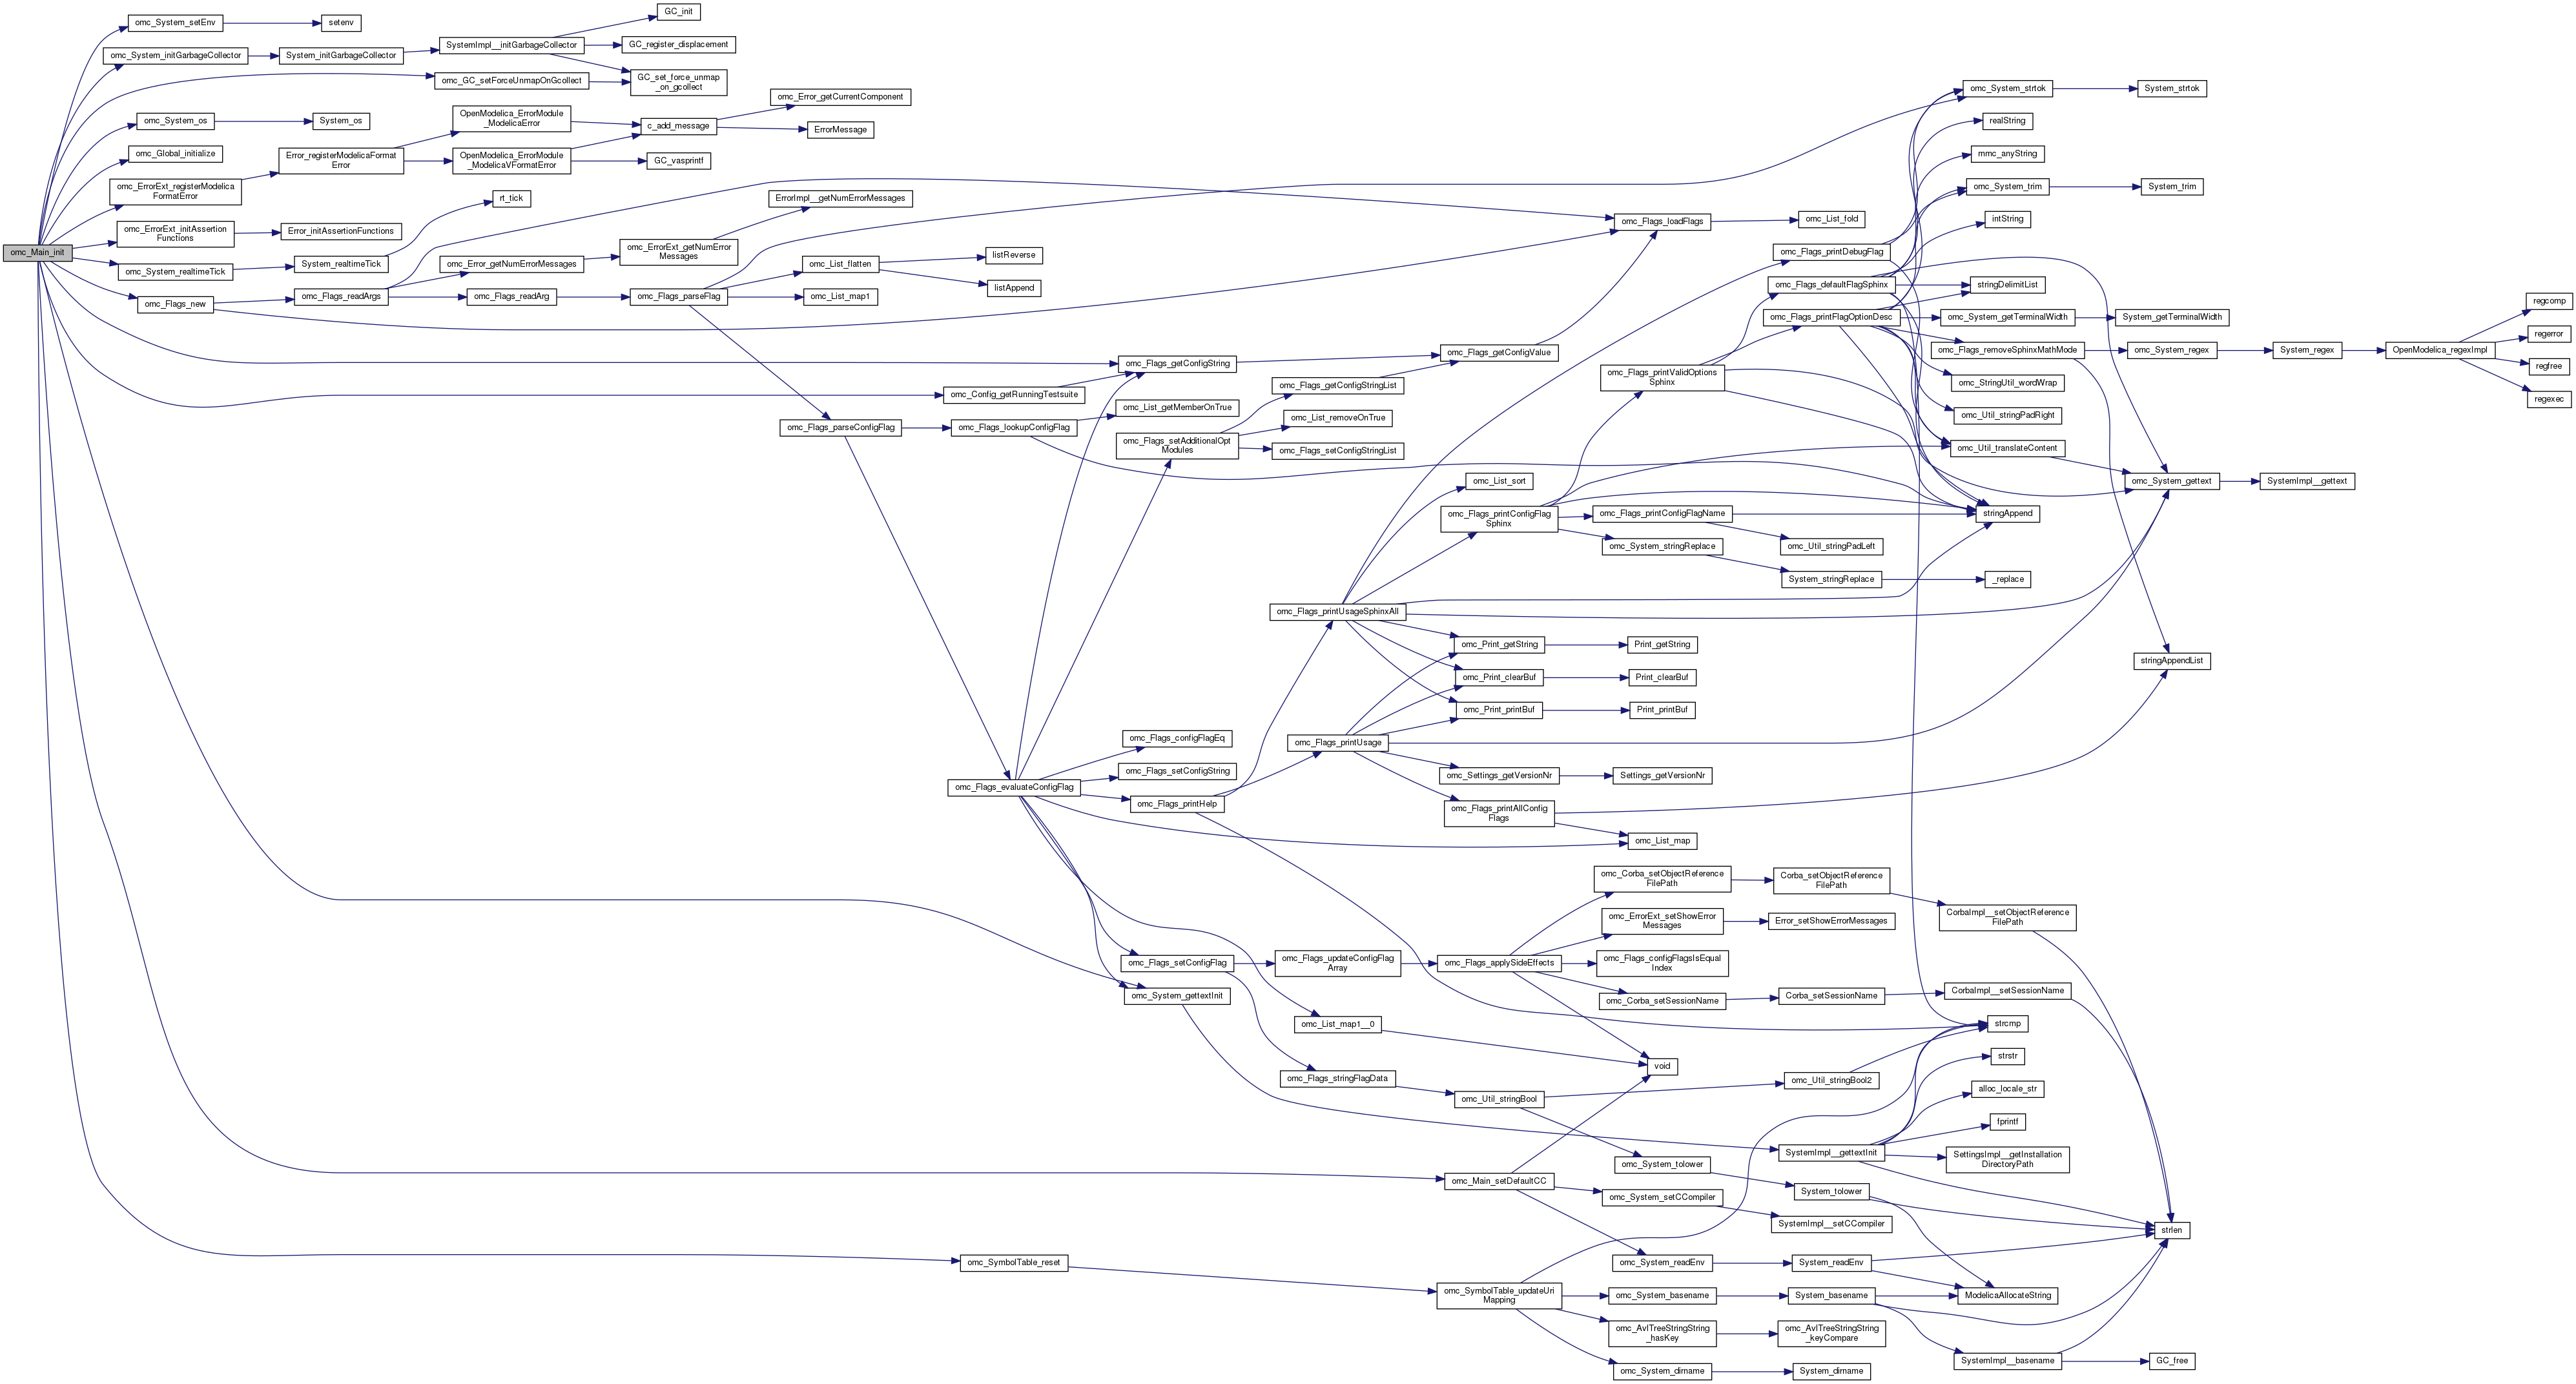 omc_Main_init
omc_System_setEnv
setenv
omc_System_initGarbageCollector
System_initGarbageCollector
SystemImpl__initGarbageCollector
GC_init
GC_register_displacement
omc_GC_setForceUnmapOnGcollect
GC_set_force_unmap
_on_gcollect
omc_System_os
System_os
omc_Global_initialize
omc_ErrorExt_registerModelica
FormatError
Error_registerModelicaFormat
Error
OpenModelica_ErrorModule
_ModelicaError
OpenModelica_ErrorModule
_ModelicaVFormatError
c_add_message
omc_Error_getCurrentComponent
ErrorMessage
GC_vasprintf
omc_ErrorExt_initAssertion
Functions
Error_initAssertionFunctions
omc_System_realtimeTick
System_realtimeTick
rt_tick
omc_Flags_new
omc_Flags_readArgs
omc_Error_getNumErrorMessages
omc_ErrorExt_getNumError
Messages
ErrorImpl__getNumErrorMessages
omc_Flags_readArg
omc_Flags_parseFlag
omc_List_flatten
listReverse
listAppend
omc_List_map1
omc_Flags_loadFlags
omc_List_fold
omc_Flags_getConfigString
omc_Flags_getConfigValue
omc_Config_getRunningTestsuite
omc_Flags_parseConfigFlag
omc_Flags_lookupConfigFlag
omc_List_getMemberOnTrue
omc_Flags_setAdditionalOpt
Modules
omc_Flags_getConfigStringList
omc_List_removeOnTrue
omc_Flags_setConfigStringList
omc_Flags_evaluateConfigFlag
omc_Flags_configFlagEq
omc_Flags_setConfigString
omc_Flags_printHelp
omc_Flags_printUsageSphinxAll
omc_Flags_printUsage
omc_List_sort
omc_Flags_printConfigFlag
Sphinx
omc_Flags_printConfigFlagName
omc_Util_stringPadLeft
omc_System_stringReplace
System_stringReplace
_replace
omc_Print_getString
Print_getString
omc_Print_clearBuf
Print_clearBuf
omc_Print_printBuf
Print_printBuf
omc_Settings_getVersionNr
Settings_getVersionNr
omc_Flags_printAllConfig
Flags
omc_List_map
omc_Flags_printValidOptions
Sphinx
omc_Flags_printDebugFlag
omc_Flags_defaultFlagSphinx
omc_Flags_printFlagOptionDesc
omc_System_strtok
System_strtok
realString
mmc_anyString
omc_System_trim
System_trim
intString
stringDelimitList
omc_System_getTerminalWidth
System_getTerminalWidth
omc_Flags_removeSphinxMathMode
omc_System_regex
System_regex
OpenModelica_regexImpl
regcomp
regerror
regfree
regexec
omc_StringUtil_wordWrap
omc_Util_stringPadRight
omc_Util_translateContent
omc_System_gettext
SystemImpl__gettext
stringAppend
stringAppendList
omc_Flags_setConfigFlag
omc_System_gettextInit
omc_List_map1__0
omc_Flags_updateConfigFlag
Array
omc_Flags_applySideEffects
omc_Corba_setObjectReference
FilePath
Corba_setObjectReference
FilePath
CorbaImpl__setObjectReference
FilePath
omc_ErrorExt_setShowError
Messages
Error_setShowErrorMessages
omc_Flags_configFlagsIsEqual
Index
omc_Corba_setSessionName
Corba_setSessionName
CorbaImpl__setSessionName
void
omc_Flags_stringFlagData
omc_Util_stringBool
omc_Util_stringBool2
strcmp
strstr
alloc_locale_str
fprintf
SystemImpl__gettextInit
SettingsImpl__getInstallation
DirectoryPath
omc_System_tolower
System_tolower
omc_Main_setDefaultCC
omc_System_setCCompiler
SystemImpl__setCCompiler
omc_System_readEnv
System_readEnv
strlen
ModelicaAllocateString
omc_SymbolTable_reset
omc_SymbolTable_updateUri
Mapping
omc_System_basename
System_basename
omc_AvlTreeStringString
_hasKey
omc_AvlTreeStringString
_keyCompare
SystemImpl__basename
GC_free
omc_System_dirname
System_dirname